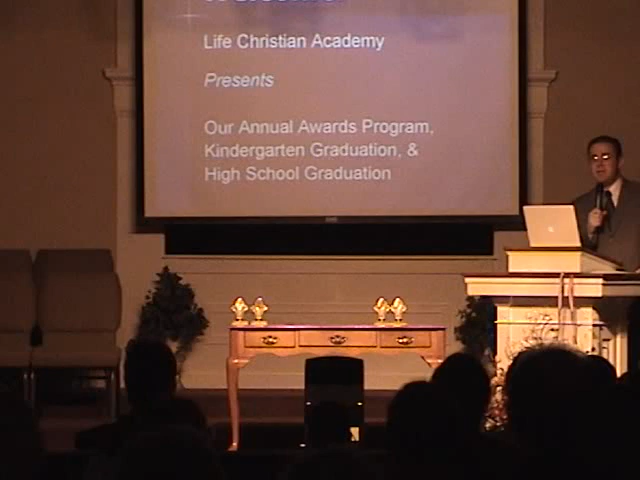 Life Christian Academy
Presents
Our Annual Awards Program,
Kindergarten Graduation, &
High School Graduation